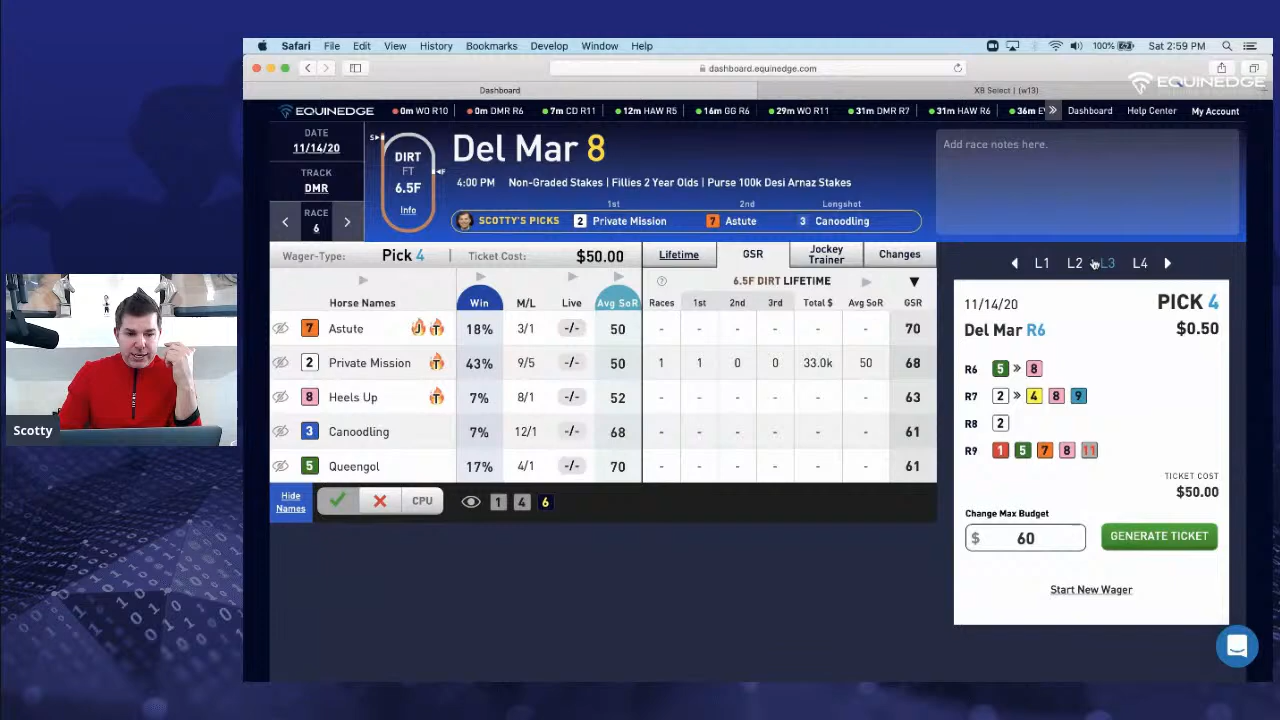 Safari File Edit View History Bookmarks Develop Window Help
100% Sat 2:59 PM
dashboard.equinedge.com
EQUINEDGE
Dashboard
XB Select | (w13)
EQUINEDGE 0m WO R10 0m DMR R6 7m CD R11 12m HAW R5 16m GG R6 29m WO R11 31m DMR R7 31m HAW R6 36m E » Dashboard Help Center My Account
DATE
11/14/20
TRACK
DMR
RACE
6
S
DIRT
FT
6.5F
F
Info
Del Mar 8
4:00 PM Non-Graded Stakes | Fillies 2 Year Olds | Purse 100k Desi Arnaz Stakes
1st 2nd Longshot
SCOTTY'S PICKS 2 Private Mission 7 Astute 3 Canoodling
Add race notes here.
Wager-Type: Pick 4 | Ticket Cost: $50.00
Lifetime GSR Jockey Trainer Changes
6.5F DIRT LIFETIME
Horse Names Win M/L Live Avg SoR Races 1st 2nd 3rd Total $ Avg SoR GSR
7 Astute J T 18% 3/1 -/- 50 - - - - - - 70
2 Private Mission T 43% 9/5 -/- 50 1 1 0 0 33.0k 50 68
8 Heels Up T 7% 8/1 -/- 52 - - - - - - 63
3 Canoodling 7% 12/1 -/- 68 - - - - - - 61
5 Queengol 17% 4/1 -/- 70 - - - - - - 61
Hide Names CPU 1 4 6
L1 L2 L3 L4
11/14/20 PICK 4
Del Mar R6 $0.50
R6 5 » 8
R7 2 » 4 8 9
R8 2
R9 1 5 7 8 11
TICKET COST
$50.00
Change Max Budget
$ 60 GENERATE TICKET
Start New Wager
Scotty